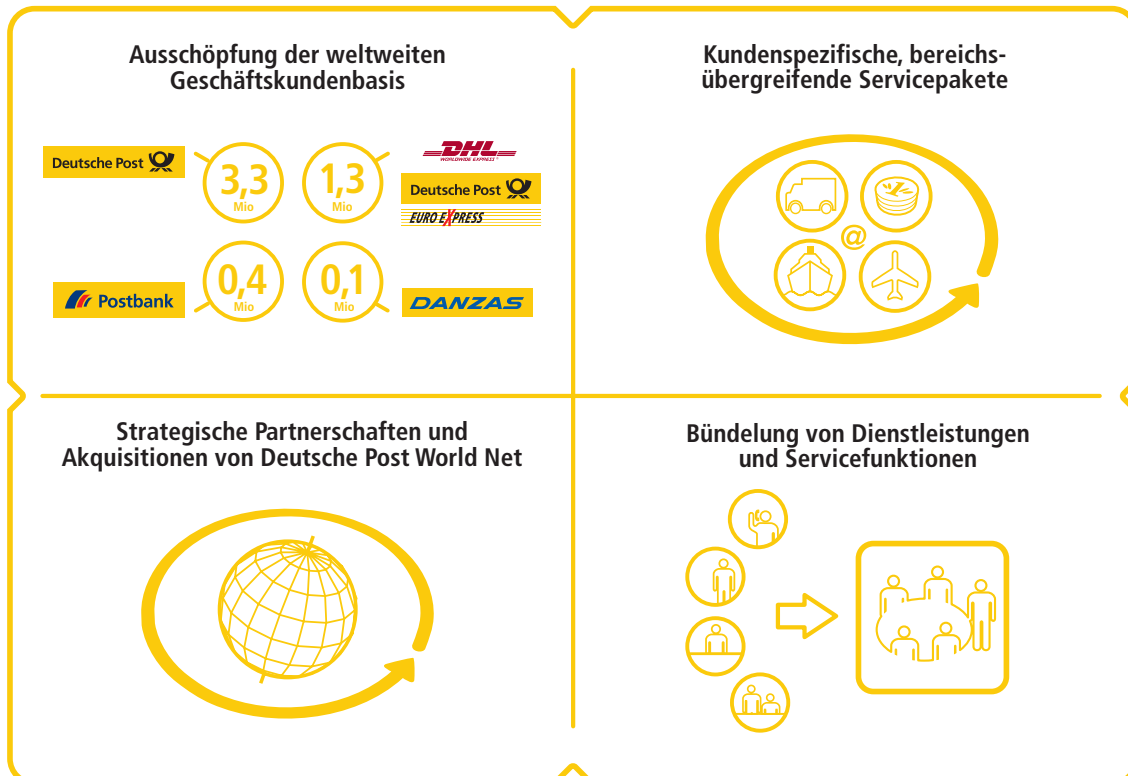 Ausschöpfung der weltweiten
Geschäftskundenbasis
Deutsche Post
3,3
Mio
1,3
Mio
DHL
WORLDWIDE EXPRESS®
Deutsche Post
EURO EXPRESS
Postbank
0,4
Mio
0,1
Mio
DANZAS
Kundenspezifische, bereichs-
übergreifende Servicepakete
@
Strategische Partnerschaften und
Akquisitionen von Deutsche Post World Net
Bündelung von Dienstleistungen
und Servicefunktionen